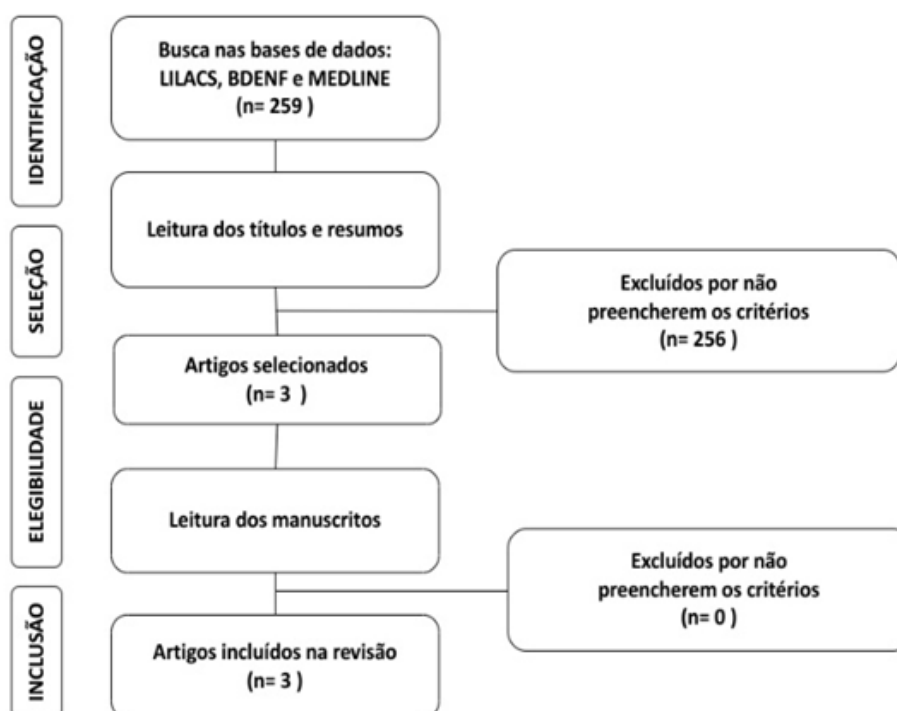 IDENTIFICAÇÃO
Busca nas bases de dados:
LILACS, BDENF e MEDLINE
(n= 259 )
Leitura dos títulos e resumos
SELEÇÃO
Excluídos por não
preencherem os critérios
(n= 256 )
Artigos selecionados
(n= 3 )
ELEGIBILIDADE
Leitura dos manuscritos
Excluídos por não
preencherem os critérios
(n= 0 )
INCLUSÃO
Artigos incluídos na revisão
(n= 3 )